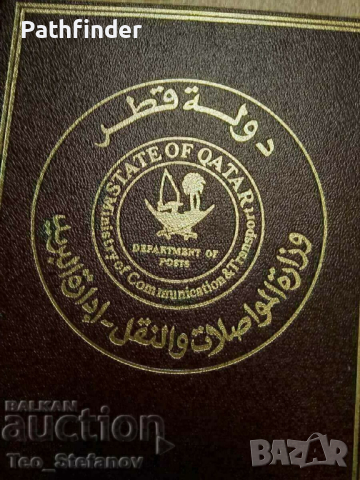 Pathfinder
دولة قطر
STATE OF QATAR
Ministry of Communication & Transport
DEPARTMENT OF
POSTS
وزارة المواصلات والنقل - إدارة البريد
BALKAN
auction
Teo_Stefanov
BAZAR